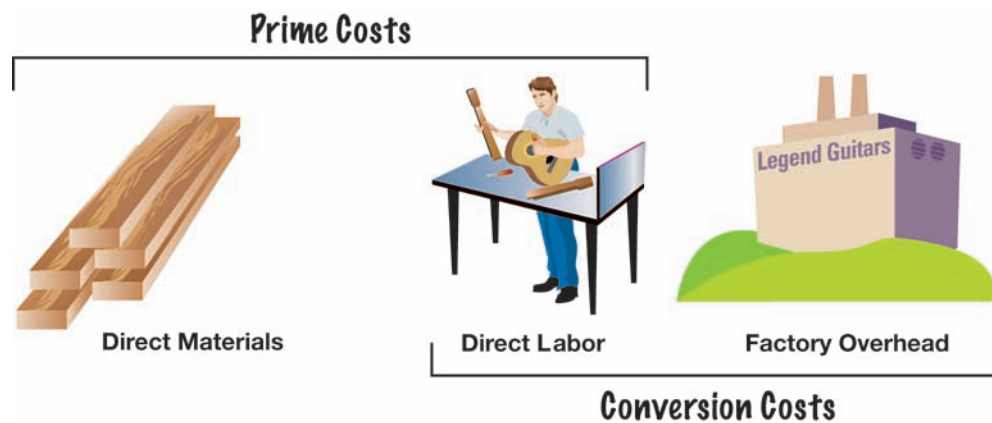 Prime Costs
Legend Guitars
Direct Materials
Direct Labor
Factory Overhead
Conversion Costs